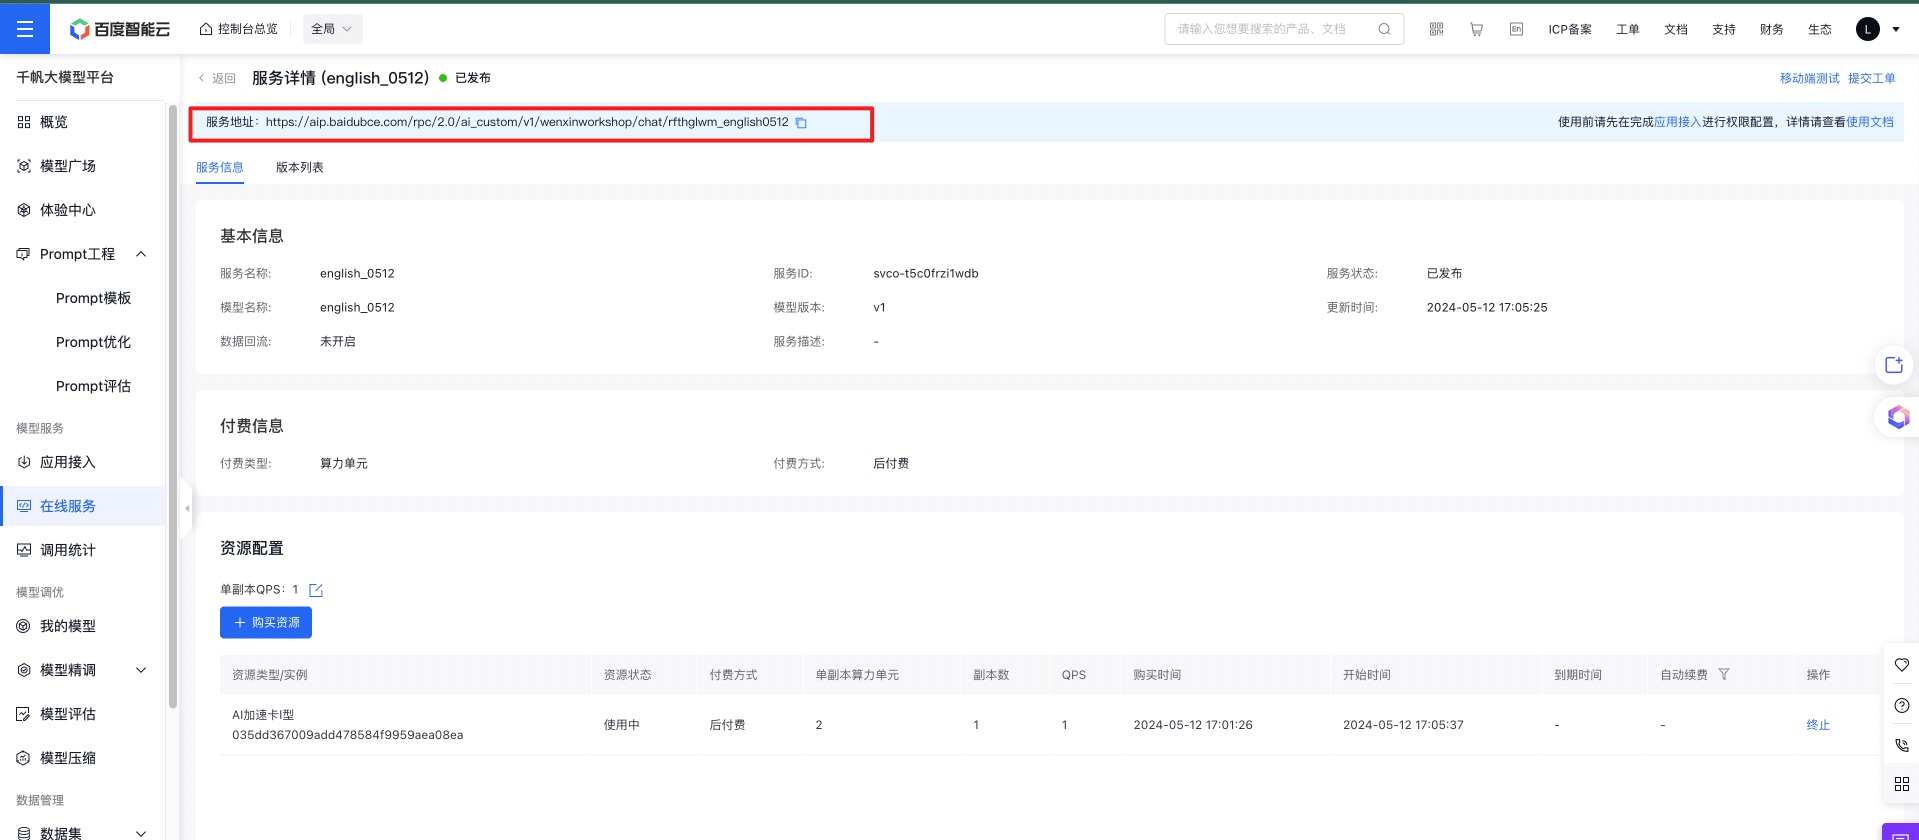 百度智能云
控制台总览
全局
请输入您想要搜索的产品、文档
En
ICP备案
工单
文档
支持
财务
生态
L
千帆大模型平台
概览
模型广场
体验中心
Prompt工程
Prompt模板
Prompt优化
Prompt评估
模型服务
应用接入
在线服务
调用统计
模型调优
我的模型
模型精调
模型评估
模型压缩
数据管理
数据集
返回
服务详情 (english_0512)
已发布
移动端测试
提交工单
服务地址：https://aip.baidubce.com/rpc/2.0/ai_custom/v1/wenxinworkshop/chat/rfthglwm_english0512
使用前请先在完成应用接入进行权限配置，详情请查看使用文档
服务信息
版本列表
基本信息
服务名称: english_0512
服务ID: svco-t5c0frzi1wdb
服务状态: 已发布
模型名称: english_0512
模型版本: v1
更新时间: 2024-05-12 17:05:25
数据回流: 未开启
服务描述: -
付费信息
付费类型: 算力单元
付费方式: 后付费
资源配置
单副本QPS：1
+ 购买资源
资源类型/实例 资源状态 付费方式 单副本算力单元 副本数 QPS 购买时间 开始时间 到期时间 自动续费 操作
AI加速卡I型
035dd367009add478584f9959aea08ea
使用中 后付费 2 1 1 2024-05-12 17:01:26 2024-05-12 17:05:37 - - 终止